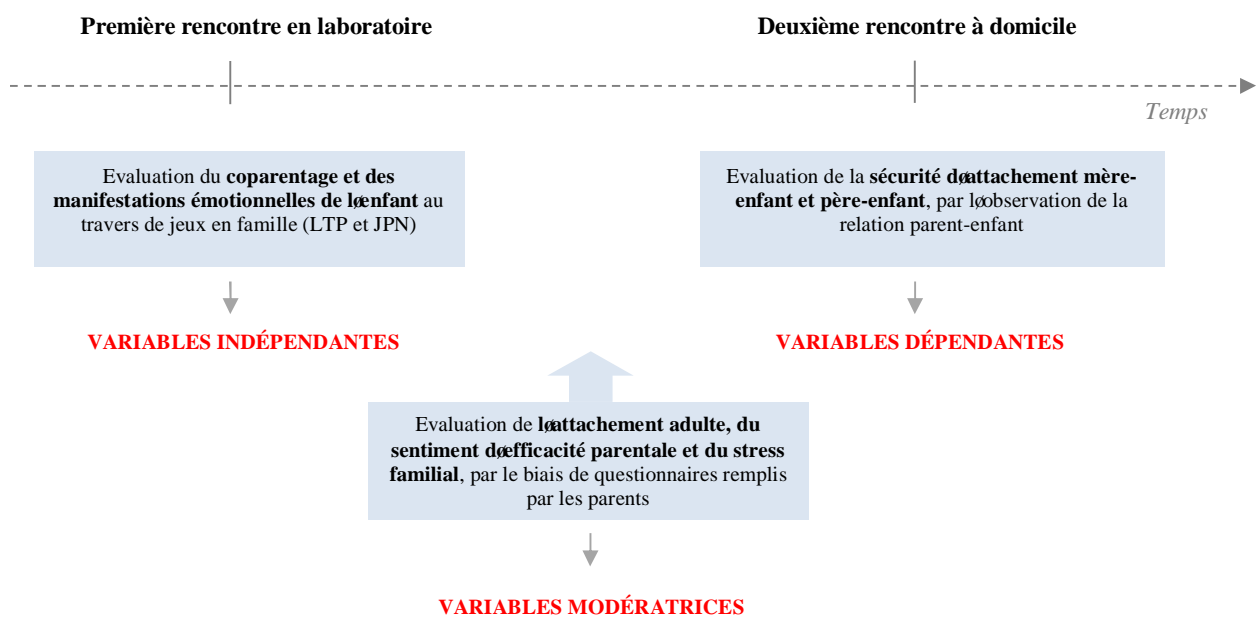 Première rencontre en laboratoire
Deuxième rencontre à domicile
Temps
Evaluation du coparentage et des
manifestations émotionnelles de løenfant au
travers de jeux en famille (LTP et JPN)
Evaluation de la sécurité døattachement mère-
enfant et père-enfant, par løobservation de la
relation parent-enfant
VARIABLES INDÉPENDANTES
VARIABLES DÉPENDANTES
Evaluation de løattachement adulte, du
sentiment døefficacité parentale et du stress
familial, par le biais de questionnaires remplis
par les parents
VARIABLES MODÉRATRICES